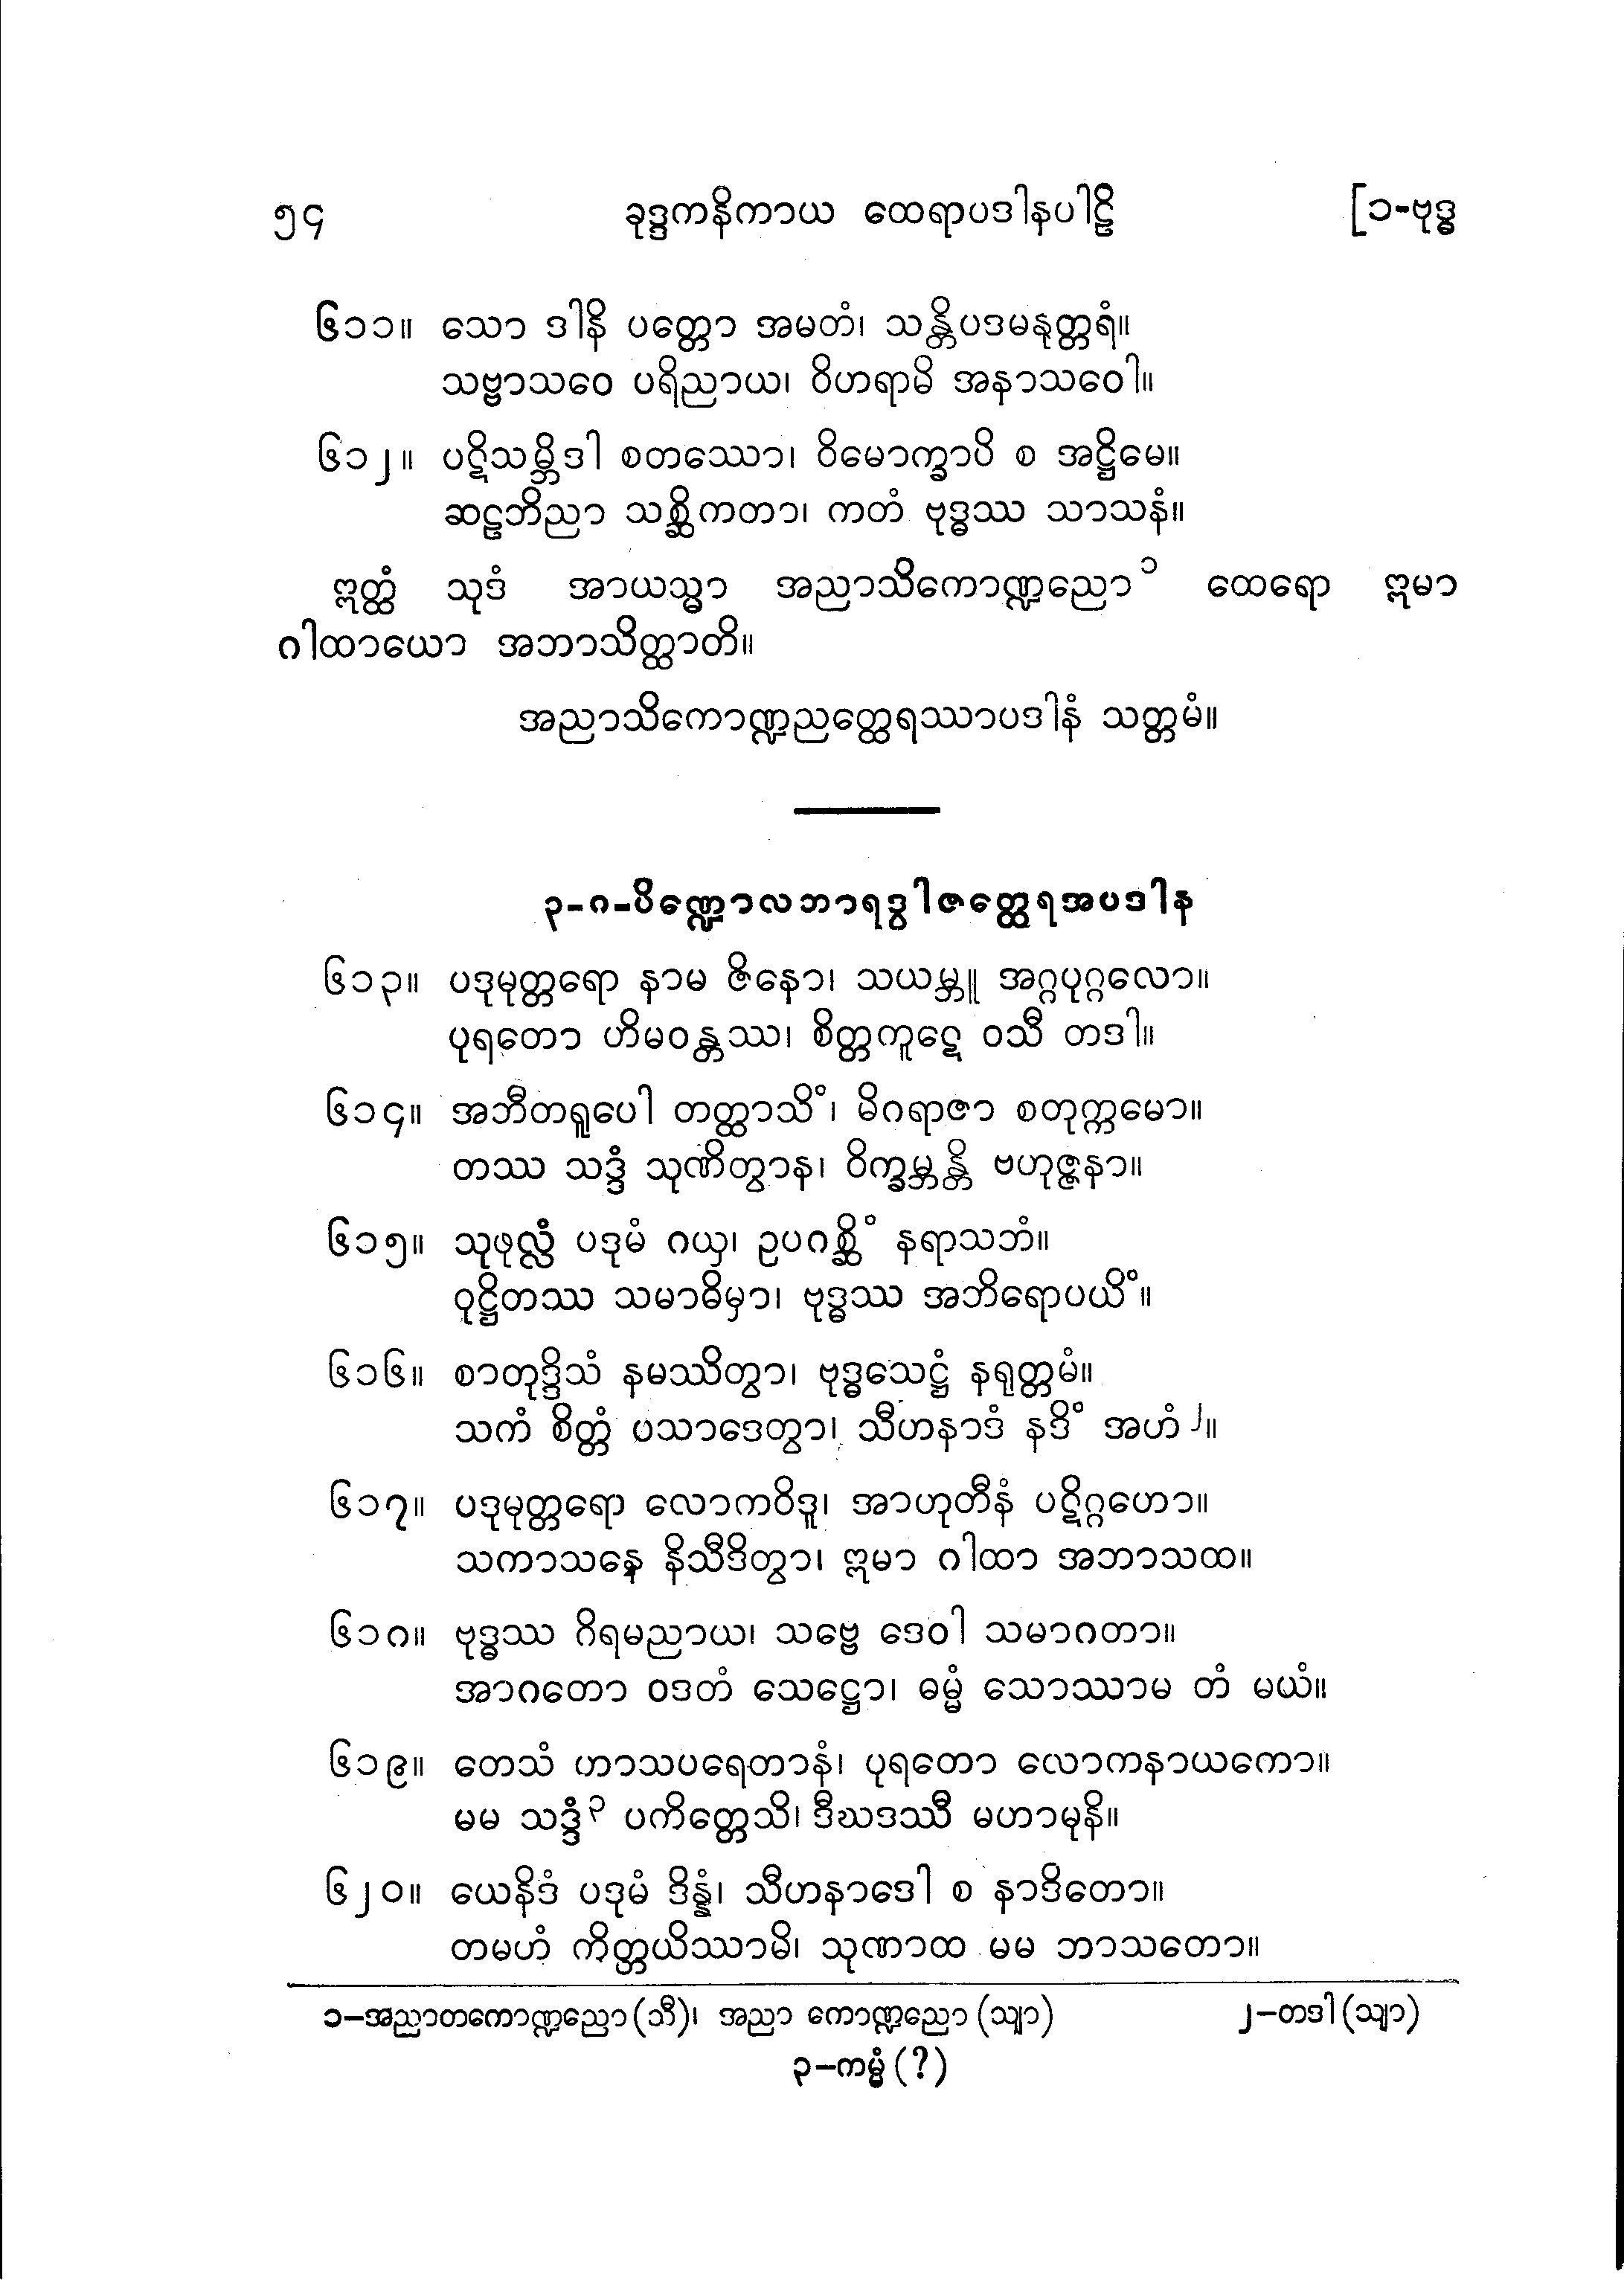 ၅၄ ခုဒ္ဒကနိကာယ ထေရာပဒါနပါဠိ [၁-ဗုဒ္ဓ
၆၁၁။ သော ဒါနိ ပတ္တော အမတံ၊ သန္တိပဒမနုတ္တရံ။
သဗ္ဗာသဝေ ပရိညာယ၊ ဝိဟရာမိ အနာသဝေါ။
၆၁၂။ ပဋိသမ္ဘိဒါ စတဿော၊ ဝိမောက္ခာပိ စ အဋ္ဌိမေ။
ဆဠဘိညာ သစ္ဆိကတာ၊ ကတံ ဗုဒ္ဓဿ သာသနံ။
ဣတ္ထံ သုဒံ အာယသ္မာ အညာသိကောဏ္ဍညော ၁ ထေရော ဣမာ
ဂါထာယော အဘာသိတ္ထာတိ။
အညာသိကောဏ္ဍညတ္ထေရဿာပဒါနံ သတ္တမံ။
၃-ဂ-ပိဏ္ဍောလဘာရဒွါဇတ္ထေရအပဒါန
၆၁၃။ ပဒုမုတ္တရော နာမ ဇိနော၊ သယမ္ဘူ အဂ္ဂပုဂ္ဂလော။
ပုရတော ဟိမဝန္တဿ၊ စိတ္တကူဋေ ဝသီ တဒါ။
၆၁၄။ အဘီတရူပေါ တတ္ထာသိံ၊ မိဂရာဇာ စတုက္ကမော။
တဿ သဒ္ဒံ သုဏိတွာန၊ ဝိက္ခမ္ဘန္တိ ဗဟုဇ္ဇနာ။
၆၁၅။ သုဖုလ္လံ ပဒုမံ ဂယှ၊ ဥပဂစ္ဆိံ နရာသဘံ။
ဝုဋ္ဌိတဿ သမာဓိမှာ၊ ဗုဒ္ဓဿ အဘိရောပယိံ။
၆၁၆။ စာတုဒ္ဒိသံ နမဿိတွာ၊ ဗုဒ္ဓသေဋ္ဌံ နရုတ္တမံ။
သကံ စိတ္တံ ပသာဒေတွာ၊ သီဟနာဒံ နဒိံ အဟံ ၂။
၆၁၇။ ပဒုမုတ္တရော လောကဝိဒူ၊ အာဟုတီနံ ပဋိဂ္ဂဟော။
သကာသနေ နိသီဒိတွာ၊ ဣမာ ဂါထာ အဘာသထ။
၆၁၈။ ဗုဒ္ဓဿ ဂိရမညာယ၊ သဗ္ဗေ ဒေဝါ သမာဂတာ။
အာဂတော ဝဒတံ သေဋ္ဌော၊ ဓမ္မံ သောဿာမ တံ မယံ။
၆၁၉။ တေသံ ဟာသပရေတာနံ၊ ပုရတော လောကနာယကော။
မမ သဒ္ဒံ ၃ ပကိတ္တေသိ၊ ဒီဃဒဿီ မဟာမုနိ။
၆၂၀။ ယေနိဒံ ပဒုမံ ဒိန္နံ၊ သီဟနာဒေါ စ နာဒိတော။
တမဟံ ကိတ္တယိဿာမိ၊ သုဏာထ မမ ဘာသတော။
၁–အညာတကောဏ္ဍညော (သီ)၊ အညာ ကောဏ္ဍညော (သျာ) ၂–တဒါ (သျာ)
၃–ကမ္မံ (?)